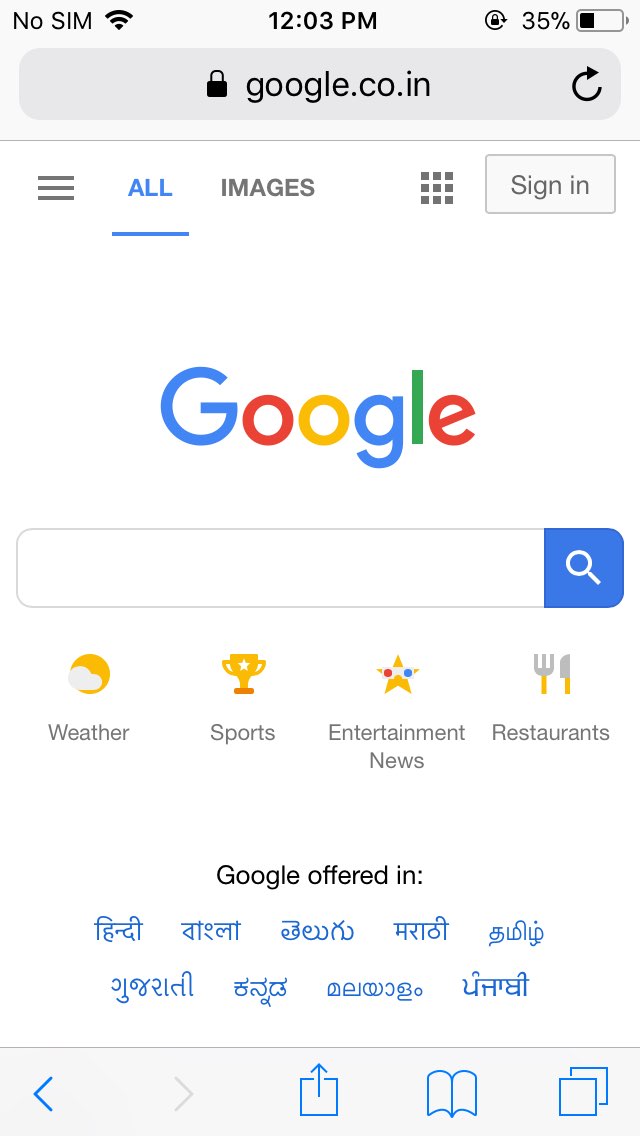 No SIM 12:03 PM 35%
google.co.in
ALL IMAGES Sign in
Google
Weather Sports Entertainment News Restaurants
Google offered in:
हिन्दी বাংলা తెలుగు मराठी தமிழ்
ગુજરાતી ಕನ್ನಡ മലയാളം ਪੰਜਾਬੀ